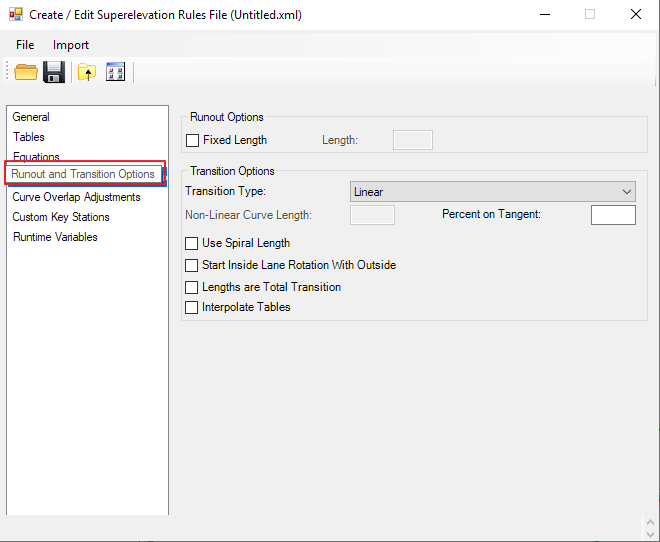 Create / Edit Superelevation Rules File (Untitled.xml)
File Import
General
Tables
Equations
Runout and Transition Options
Curve Overlap Adjustments
Custom Key Stations
Runtime Variables
Runout Options
Fixed Length Length:
Transition Options
Transition Type: Linear
Non-Linear Curve Length: Percent on Tangent:
Use Spiral Length
Start Inside Lane Rotation With Outside
Lengths are Total Transition
Interpolate Tables